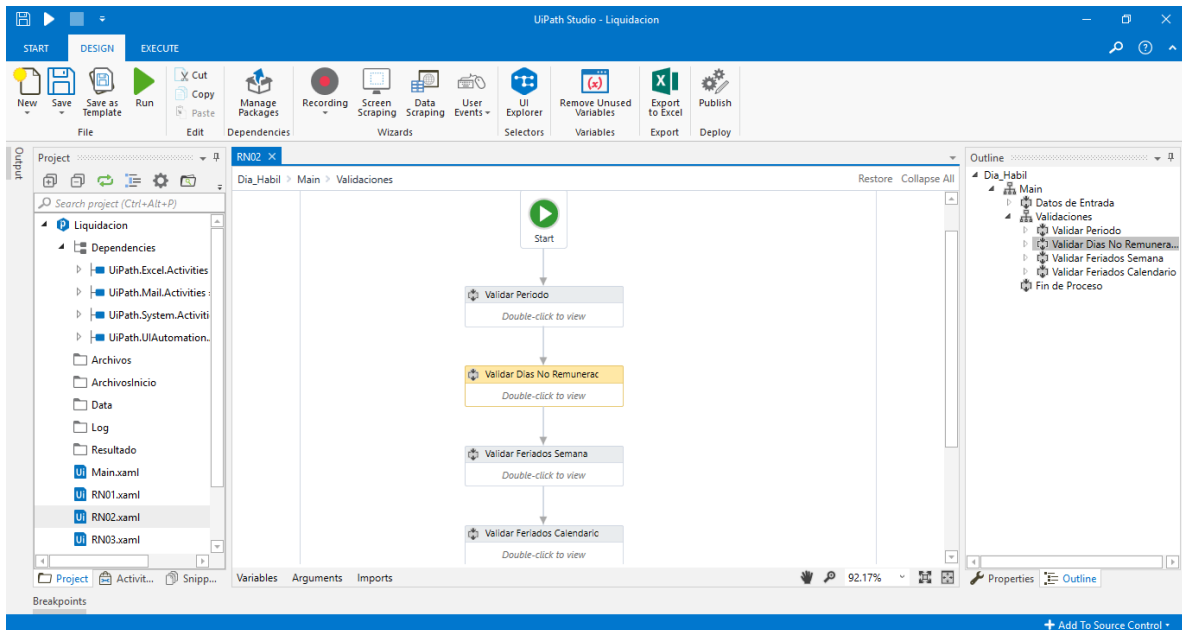 UiPath Studio - Liquidacion
START DESIGN EXECUTE
New
Save
Save as Template
Run
Cut
Copy
Paste
Manage Packages
Recording
Screen Scraping
Data Scraping
User Events
UI Explorer
Remove Unused Variables
Export to Excel
Publish
File
Edit
Dependencies
Wizards
Selectors
Variables
Export
Deploy
Output
Project
Search project (Ctrl+Alt+P)
Liquidacion
Dependencies
UiPath.Excel.Activities
UiPath.Mail.Activities
UiPath.System.Activiti
UiPath.UIAutomation..
Archivos
ArchivosInicio
Data
Log
Resultado
Main.xaml
RN01.xaml
RN02.xaml
RN03.xaml
Project Activit... Snipp...
RN02
Dia_Habil > Main > Validaciones
Restore Collapse All
Start
Validar Periodo
Double-click to view
Validar Dias No Remunerac
Double-click to view
Validar Feriados Semana
Double-click to view
Validar Feriados Calendaric
Double-click to view
Variables Arguments Imports
92.17%
Outline
Dia_Habil
Main
Datos de Entrada
Validaciones
Validar Periodo
Validar Dias No Remunera...
Validar Feriados Semana
Validar Feriados Calendario
Fin de Proceso
Properties Outline
Breakpoints
Add To Source Control